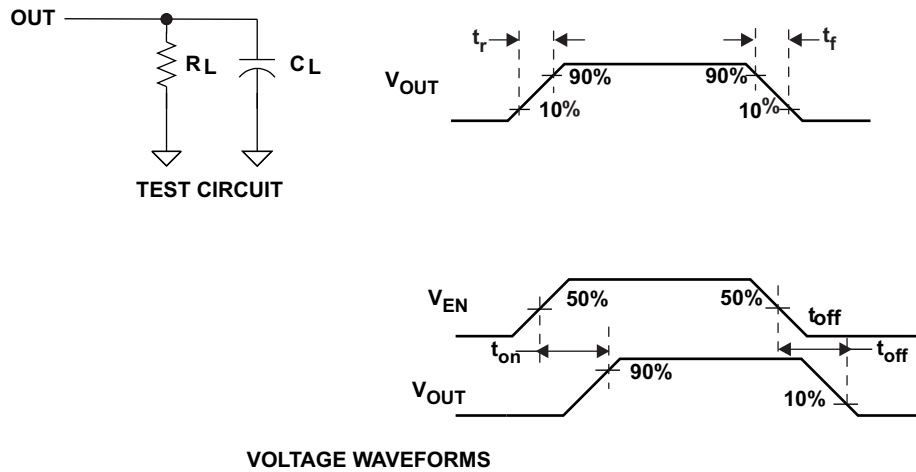 OUT
RL
CL
TEST CIRCUIT
tr
tf
VOUT
90%
90%
10%
10%
VEN
50%
50%
toff
ton
toff
VOUT
90%
10%
VOLTAGE WAVEFORMS